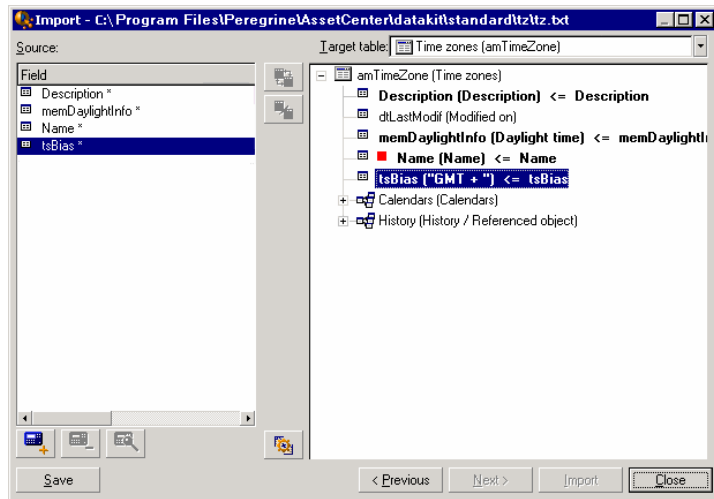 Import - C:\Program Files\Peregrine\AssetCenter\datakit\standard\tz\tz.txt
Source:
Target table: Time zones (amTimeZone)
Field
Description *
memDaylightInfo *
Name *
tsBias *
amTimeZone (Time zones)
Description (Description) <= Description
dtLastModif (Modified on)
memDaylightInfo (Daylight time) <= memDaylightI
Name (Name) <= Name
tsBias ("GMT + ") <= tsBias
Calendars (Calendars)
History (History / Referenced object)
Save
< Previous
Next >
Import
Close